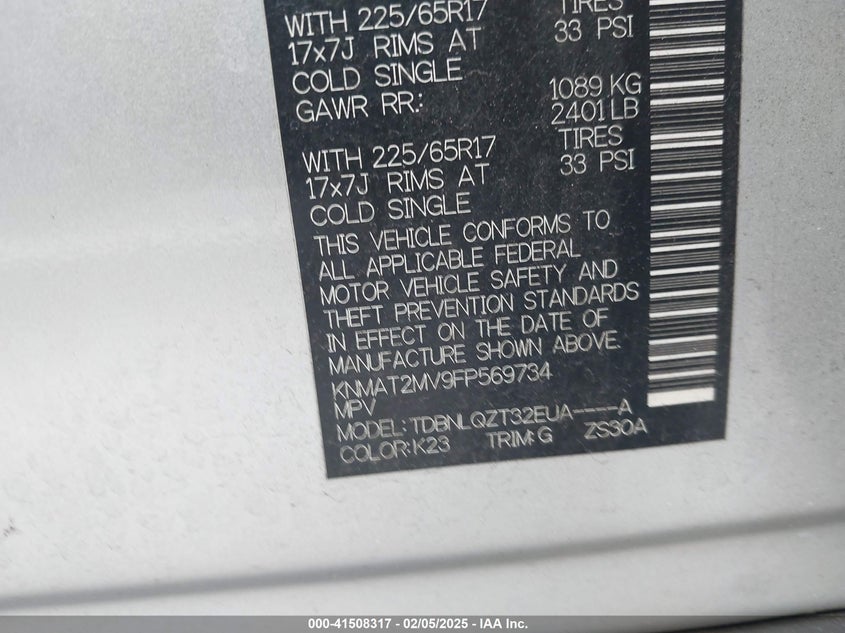 WITH 225/65R17 TIRES
17x7J RIMS AT 33 PSI
COLD SINGLE
GAWR RR.: 1089 KG
2401 LB
WITH 225/65R17 TIRES
17x7J RIMS AT 33 PSI
COLD SINGLE
THIS VEHICLE CONFORMS TO
ALL APPLICABLE FEDERAL
MOTOR VEHICLE SAFETY AND
THEFT PREVENTION STANDARDS
IN EFFECT ON THE DATE OF
MANUFACTURE SHOWN ABOVE.
KNMAT2MV9FP569734
MPV
MODEL: TDBNLQZT32EUA----A
COLOR: K23 TRIM: G ZS30A
000-41508317 - 02/05/2025 - IAA Inc.